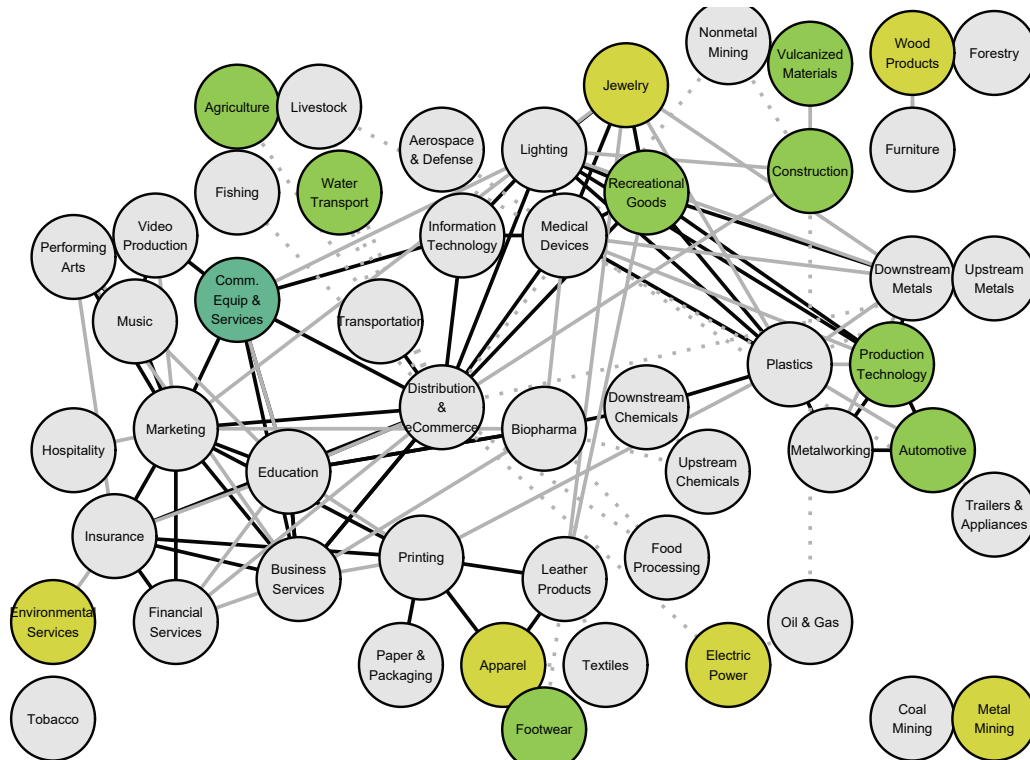 Nonmetal
Mining
Vulcanized
Materials
Wood
Products
Forestry
Jewelry
Agriculture
Livestock
Aerospace
& Defense
Lighting
Furniture
Construction
Fishing
Water
Transport
Recreational
Goods
Performing
Arts
Video
Production
Information
Technology
Medical
Devices
Downstream
Metals
Upstream
Metals
Comm.
Equip &
Services
Music
Transportation
Plastics
Production
Technology
Distribution &
eCommerce
Downstream
Chemicals
Marketing
Biopharma
Hospitality
Education
Upstream
Chemicals
Metalworking
Automotive
Trailers &
Appliances
Insurance
Printing
Food
Processing
Business
Services
Leather
Products
Environmental
Services
Financial
Services
Oil & Gas
Paper &
Packaging
Apparel
Textiles
Electric
Power
Tobacco
Footwear
Coal
Mining
Metal
Mining